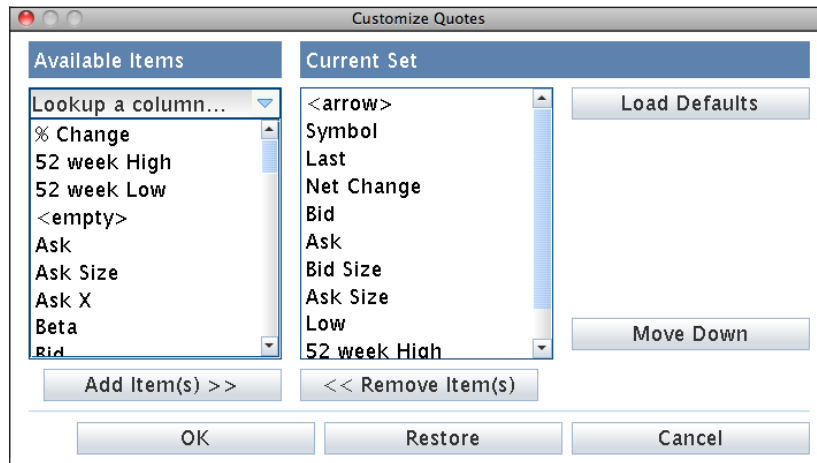 Customize Quotes
Available Items
Current Set
Lookup a column...
% Change
52 week High
52 week Low
<empty>
Ask
Ask Size
Ask X
Beta
Bid
<arrow>
Symbol
Last
Net Change
Bid
Ask
Bid Size
Ask Size
Low
52 week High
Load Defaults
Move Down
Add Item(s) >>
<< Remove Item(s)
OK
Restore
Cancel